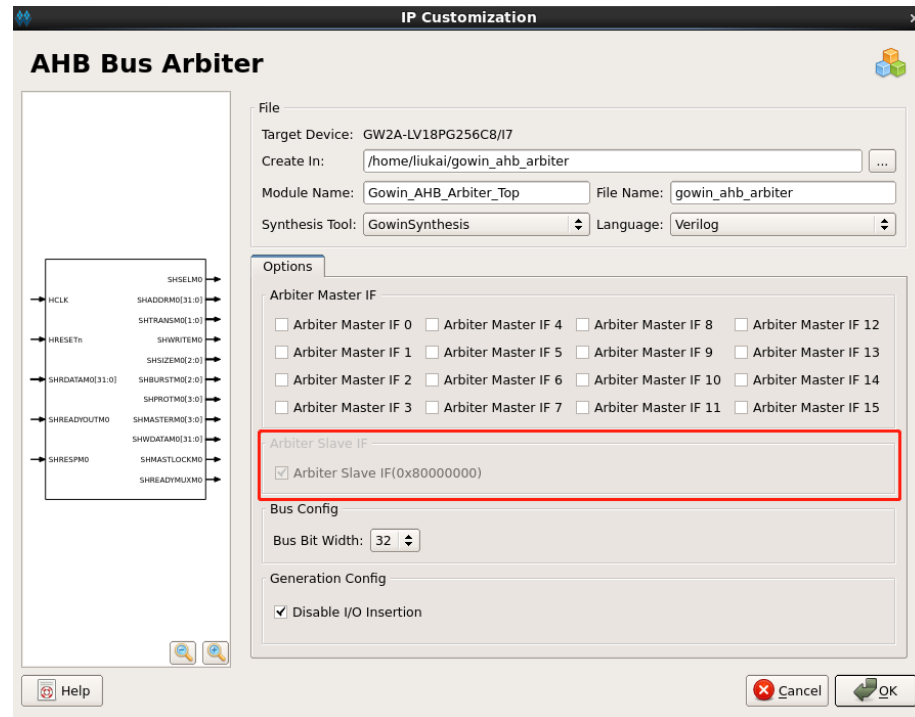 IP Customization
AHB Bus Arbiter
File
Target Device: GW2A-LV18PG256C8/I7
Create In: /home/liukai/gowin_ahb_arbiter ...
Module Name: Gowin_AHB_Arbiter_Top File Name: gowin_ahb_arbiter
Synthesis Tool: GowinSynthesis Language: Verilog
SHSELM0
HCLK SHADDRM0[31:0]
SHTRANSM0[1:0]
HRESETn SHWRITEM0
SHSIZEM0[2:0]
SHRDATAM0[31:0] SHBURSTM0[2:0]
SHPROTM0[3:0]
SHREADYOUTM0 SHMASTERM0[3:0]
SHWDATAM0[31:0]
SHRESPM0 SHMASTLOCKM0
SHREADYMUXM0
Options
Arbiter Master IF
Arbiter Master IF 0 Arbiter Master IF 4 Arbiter Master IF 8 Arbiter Master IF 12
Arbiter Master IF 1 Arbiter Master IF 5 Arbiter Master IF 9 Arbiter Master IF 13
Arbiter Master IF 2 Arbiter Master IF 6 Arbiter Master IF 10 Arbiter Master IF 14
Arbiter Master IF 3 Arbiter Master IF 7 Arbiter Master IF 11 Arbiter Master IF 15
Arbiter Slave IF
Arbiter Slave IF(0x80000000)
Bus Config
Bus Bit Width: 32
Generation Config
Disable I/O Insertion
Help Cancel OK